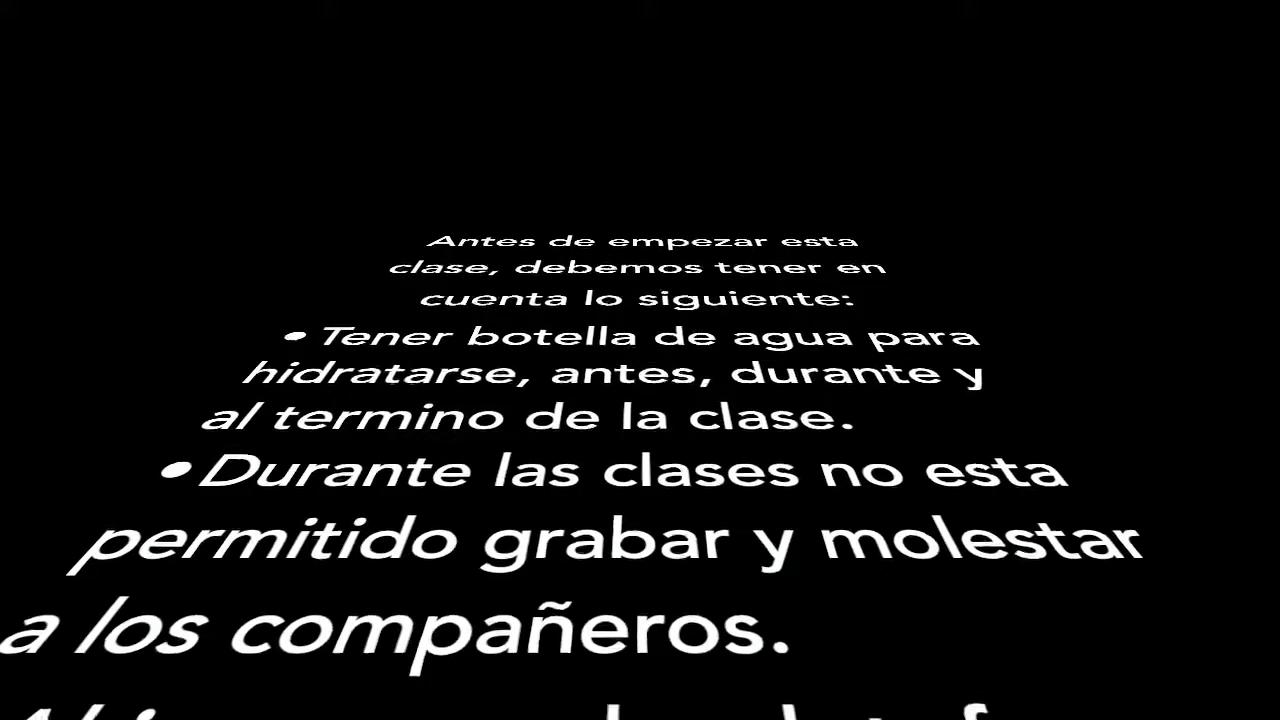 Antes de empezar esta
clase, debemos tener en
cuenta lo siguiente:
• Tener botella de agua para
hidratarse, antes, durante y
al termino de la clase.
• Durante las clases no esta
permitido grabar y molestar
a los compañeros.